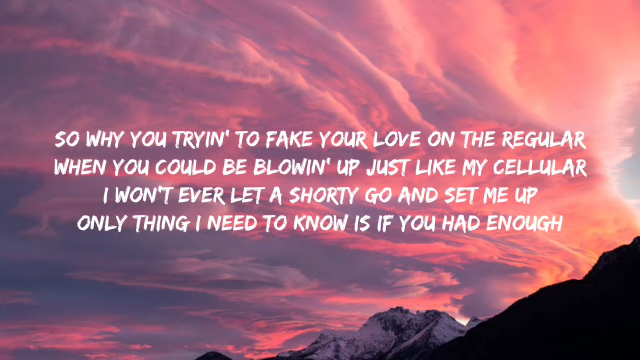 SO WHY YOU TRYIN' TO FAKE YOUR LOVE ON THE REGULAR
WHEN YOU COULD BE BLOWIN' UP JUST LIKE MY CELLULAR
I WON'T EVER LET A SHORTY GO AND SET ME UP
ONLY THING I NEED TO KNOW IS IF YOU HAD ENOUGH